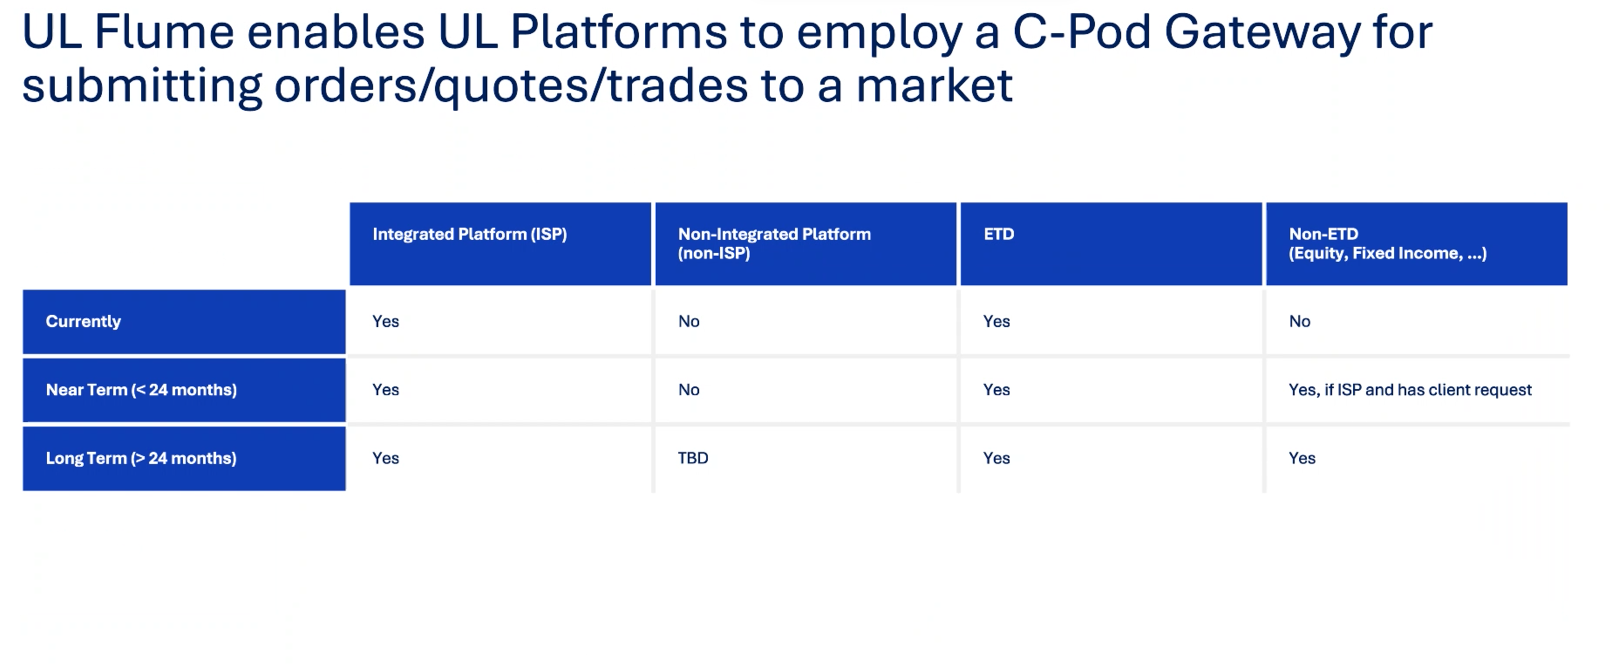 UL Flume enables UL Platforms to employ a C-Pod Gateway for
submitting orders/quotes/trades to a market
Integrated Platform (ISP)
Non-Integrated Platform
(non-ISP)
ETD
Non-ETD
(Equity, Fixed Income, ...)
Currently
Yes
No
Yes
No
Near Term (< 24 months)
Yes
No
Yes
Yes, if ISP and has client request
Long Term (> 24 months)
Yes
TBD
Yes
Yes